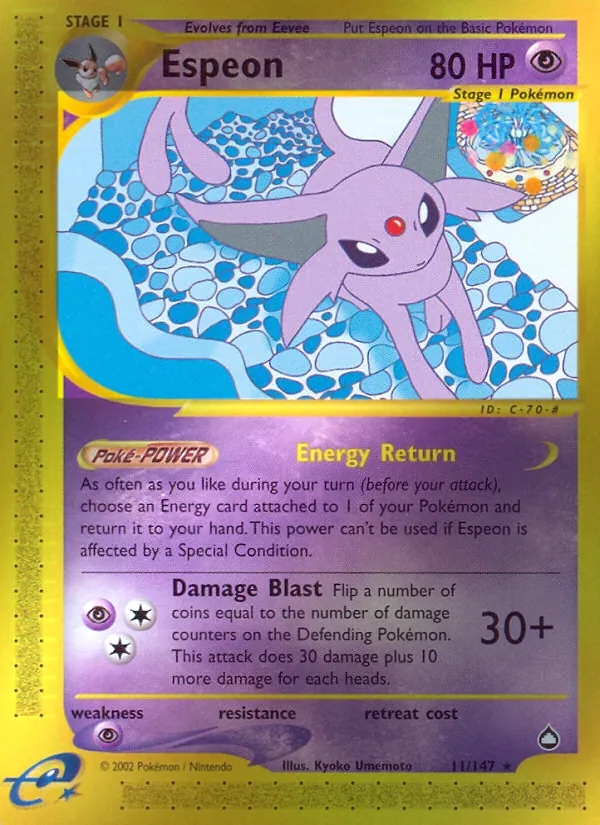 STAGE 1
Evolves from Eevee
Put Espeon on the Basic Pokémon
Espeon
80 HP
Stage 1 Pokémon
ID: C-70-#
Poké-POWER
Energy Return
As often as you like during your turn (before your attack),
choose an Energy card attached to 1 of your Pokémon and
return it to your hand. This power can't be used if Espeon is
affected by a Special Condition.
Damage Blast Flip a number of
coins equal to the number of damage
counters on the Defending Pokémon.
This attack does 30 damage plus 10
more damage for each heads.
30+
weakness
resistance
retreat cost
© 2002 Pokémon / Nintendo
Illus. Kyoko Umemoto
11/147 ★
e